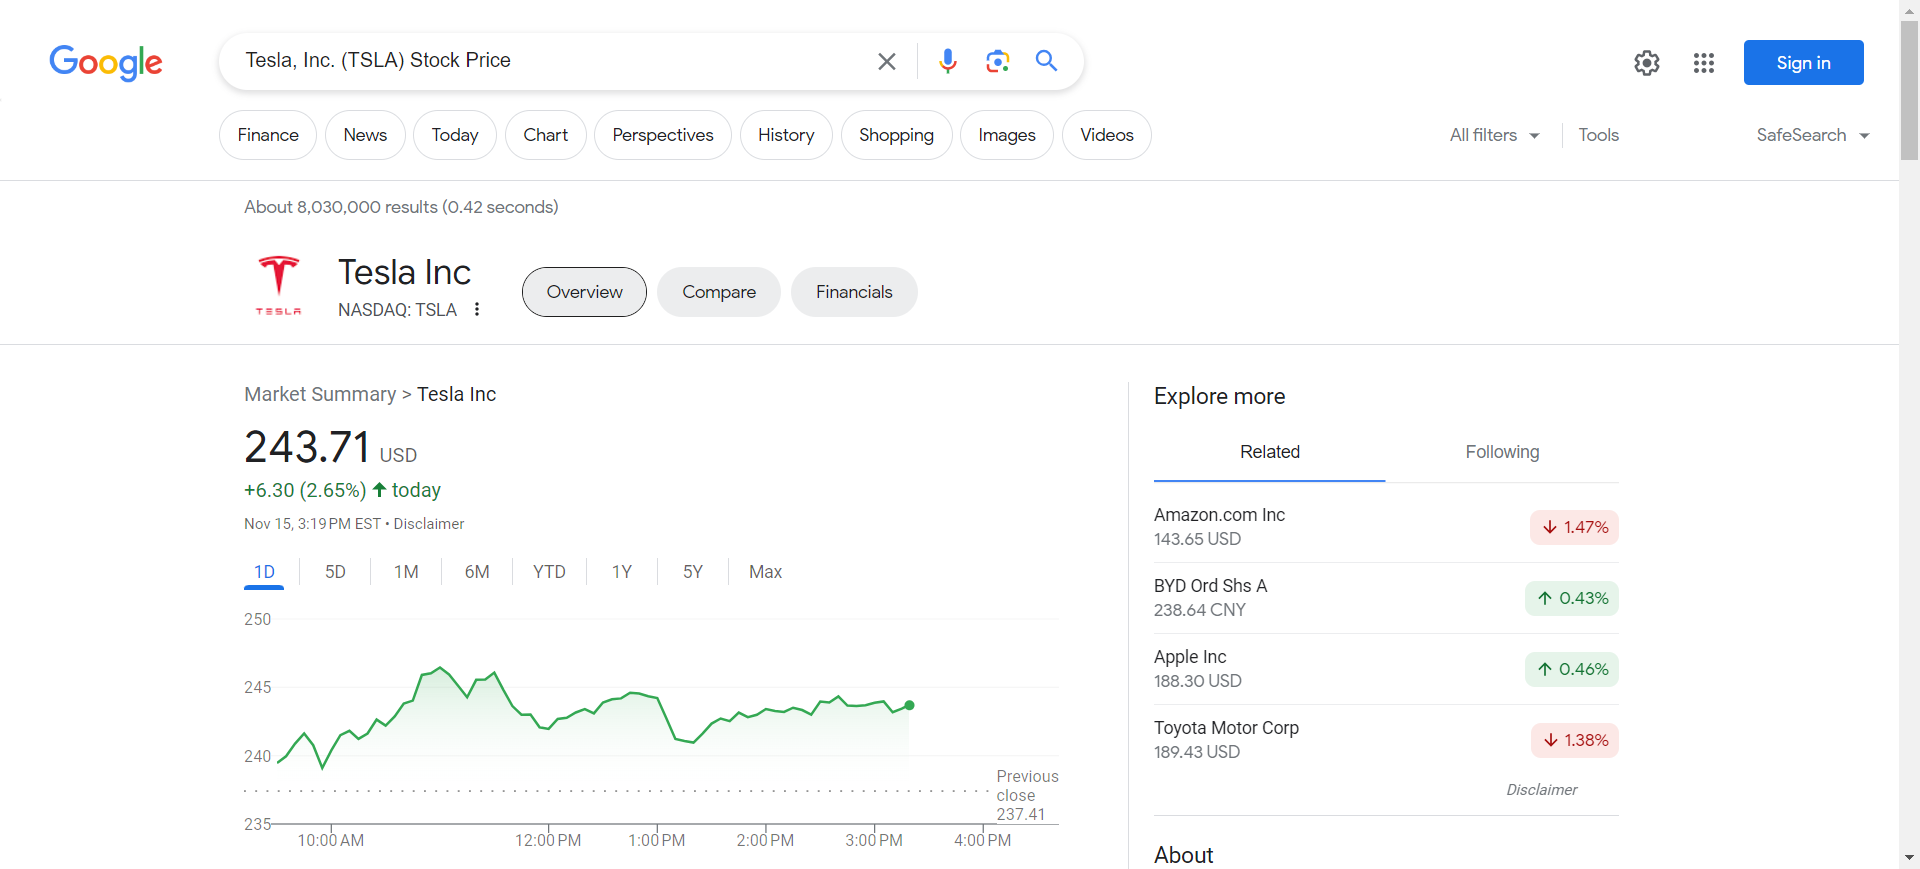 Google
Tesla, Inc. (TSLA) Stock Price
Sign in
Finance News Today Chart Perspectives History Shopping Images Videos All filters Tools SafeSearch
About 8,030,000 results (0.42 seconds)
TESLA
Tesla Inc
NASDAQ: TSLA
Overview Compare Financials
Market Summary > Tesla Inc
243.71 USD
+6.30 (2.65%) today
Nov 15, 3:19 PM EST • Disclaimer
1D 5D 1M 6M YTD 1Y 5Y Max
250
245
240
235
Previous
close
237.41
10:00 AM 12:00 PM 1:00 PM 2:00 PM 3:00 PM 4:00 PM
Explore more
Related Following
Amazon.com Inc
143.65 USD
1.47%
BYD Ord Shs A
238.64 CNY
0.43%
Apple Inc
188.30 USD
0.46%
Toyota Motor Corp
189.43 USD
1.38%
Disclaimer
About